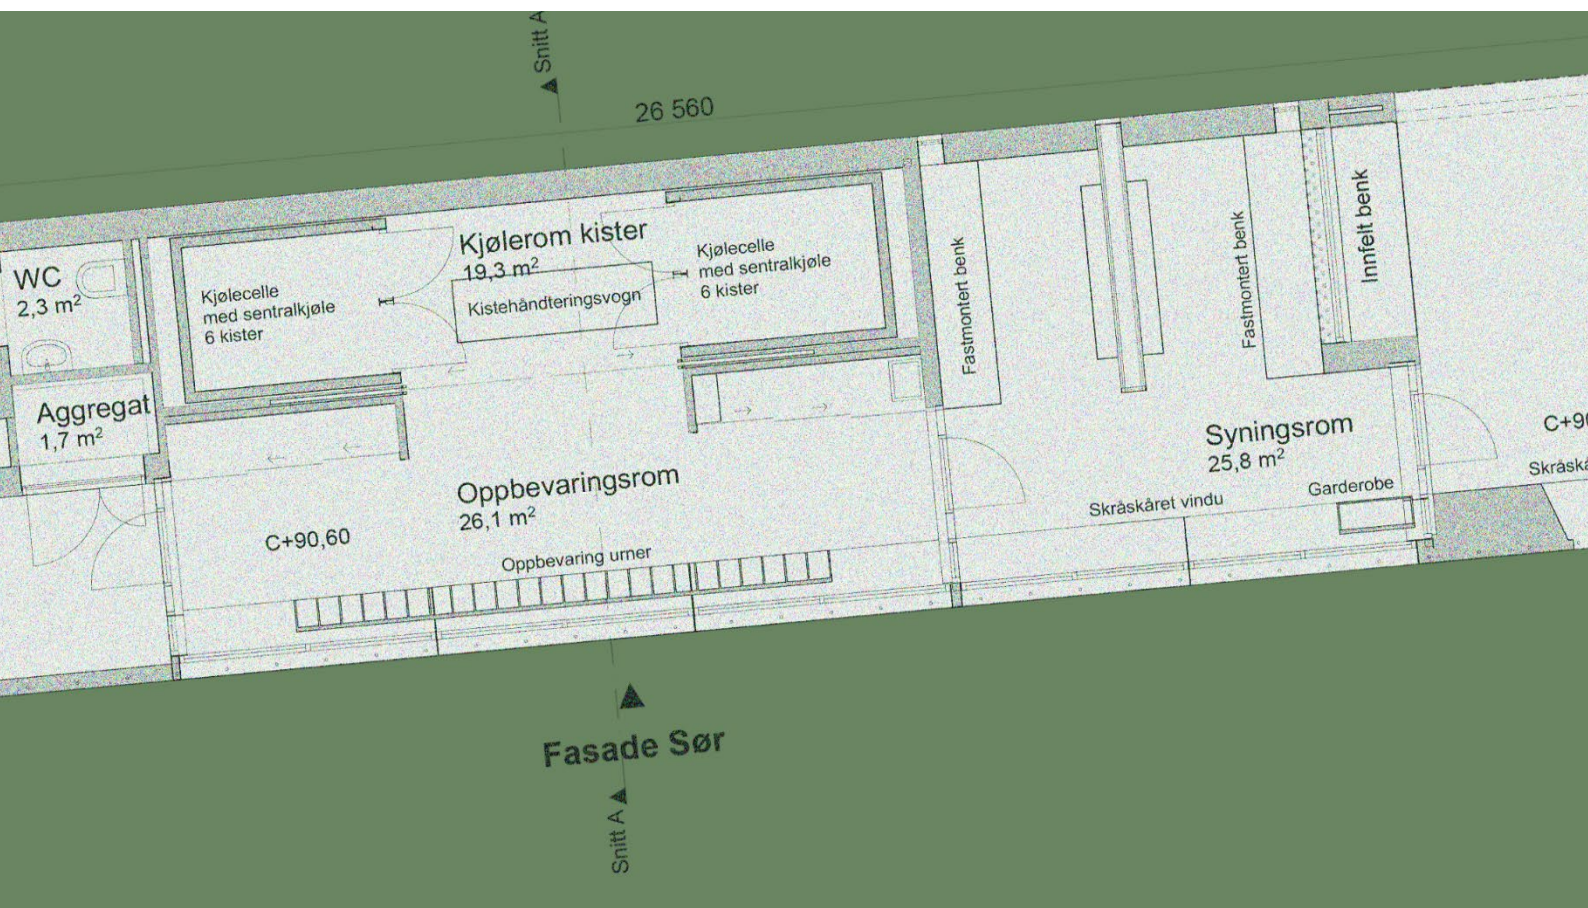 Snitt A
26 560
WC
2,3 m²
Kjølecelle
med sentralkjøle
6 kister
Kjølerom kister
19,3 m²
Kistehåndteringsvogn
Kjølecelle
med sentralkjøle
6 kister
Fastmontert benk
Fastmontert benk
Innfelt benk
Aggregat
1,7 m²
Oppbevaringsrom
26,1 m²
C+90,60
Oppbevaring urner
Syningsrom
25,8 m²
Skråskåret vindu
Garderobe
Fasade Sør
Snitt A